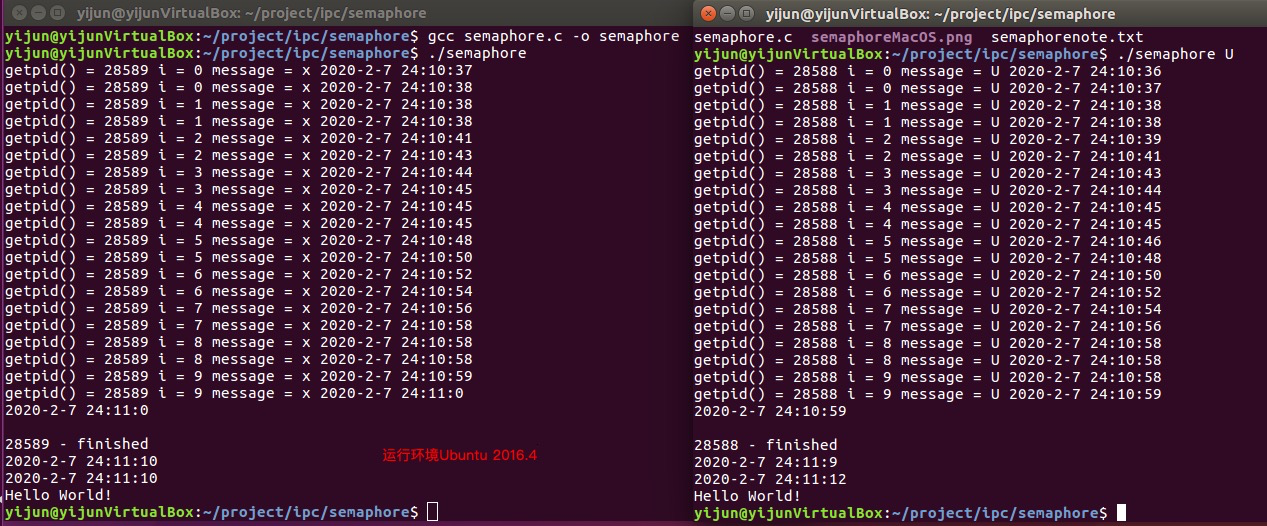 yijun@yijunVirtualBox: ~/project/ipc/semaphore
yijun@yijunVirtualBox:~/project/ipc/semaphore$ gcc semaphore.c -o semaphore
yijun@yijunVirtualBox:~/project/ipc/semaphore$ ./semaphore
getpid() = 28589 i = 0 message = x 2020-2-7 24:10:37
getpid() = 28589 i = 0 message = x 2020-2-7 24:10:38
getpid() = 28589 i = 1 message = x 2020-2-7 24:10:38
getpid() = 28589 i = 1 message = x 2020-2-7 24:10:38
getpid() = 28589 i = 2 message = x 2020-2-7 24:10:41
getpid() = 28589 i = 2 message = x 2020-2-7 24:10:43
getpid() = 28589 i = 3 message = x 2020-2-7 24:10:44
getpid() = 28589 i = 3 message = x 2020-2-7 24:10:45
getpid() = 28589 i = 4 message = x 2020-2-7 24:10:45
getpid() = 28589 i = 4 message = x 2020-2-7 24:10:45
getpid() = 28589 i = 5 message = x 2020-2-7 24:10:48
getpid() = 28589 i = 5 message = x 2020-2-7 24:10:50
getpid() = 28589 i = 6 message = x 2020-2-7 24:10:52
getpid() = 28589 i = 6 message = x 2020-2-7 24:10:54
getpid() = 28589 i = 7 message = x 2020-2-7 24:10:56
getpid() = 28589 i = 7 message = x 2020-2-7 24:10:58
getpid() = 28589 i = 8 message = x 2020-2-7 24:10:58
getpid() = 28589 i = 8 message = x 2020-2-7 24:10:58
getpid() = 28589 i = 9 message = x 2020-2-7 24:10:59
getpid() = 28589 i = 9 message = x 2020-2-7 24:11:0
2020-2-7 24:11:0
28589 - finished
2020-2-7 24:11:10
2020-2-7 24:11:10
Hello World!
yijun@yijunVirtualBox:~/project/ipc/semaphore$
运行环境Ubuntu 2016.4
yijun@yijunVirtualBox: ~/project/ipc/semaphore
semaphore.c semaphoreMacOS.png semaphorenote.txt
yijun@yijunVirtualBox:~/project/ipc/semaphore$ ./semaphore U
getpid() = 28588 i = 0 message = U 2020-2-7 24:10:36
getpid() = 28588 i = 0 message = U 2020-2-7 24:10:37
getpid() = 28588 i = 1 message = U 2020-2-7 24:10:38
getpid() = 28588 i = 1 message = U 2020-2-7 24:10:38
getpid() = 28588 i = 2 message = U 2020-2-7 24:10:39
getpid() = 28588 i = 2 message = U 2020-2-7 24:10:41
getpid() = 28588 i = 3 message = U 2020-2-7 24:10:43
getpid() = 28588 i = 3 message = U 2020-2-7 24:10:44
getpid() = 28588 i = 4 message = U 2020-2-7 24:10:45
getpid() = 28588 i = 4 message = U 2020-2-7 24:10:45
getpid() = 28588 i = 5 message = U 2020-2-7 24:10:46
getpid() = 28588 i = 5 message = U 2020-2-7 24:10:48
getpid() = 28588 i = 6 message = U 2020-2-7 24:10:50
getpid() = 28588 i = 6 message = U 2020-2-7 24:10:52
getpid() = 28588 i = 7 message = U 2020-2-7 24:10:54
getpid() = 28588 i = 7 message = U 2020-2-7 24:10:56
getpid() = 28588 i = 8 message = U 2020-2-7 24:10:58
getpid() = 28588 i = 8 message = U 2020-2-7 24:10:58
getpid() = 28588 i = 9 message = U 2020-2-7 24:10:58
getpid() = 28588 i = 9 message = U 2020-2-7 24:10:59
2020-2-7 24:10:59
28588 - finished
2020-2-7 24:11:9
2020-2-7 24:11:12
Hello World!
yijun@yijunVirtualBox:~/project/ipc/semaphore$